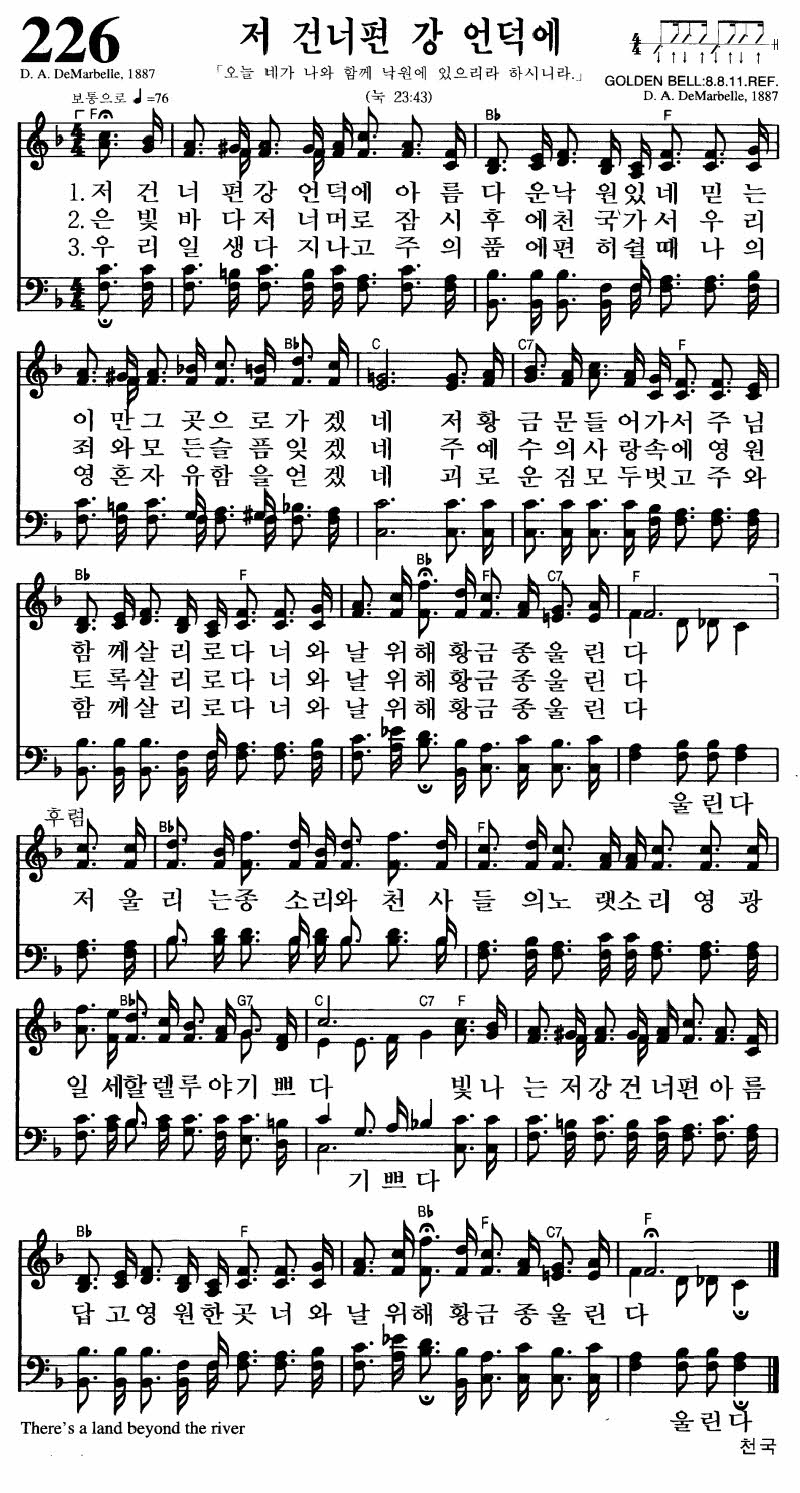 226
저 건너편 강 언덕에
D. A. DeMarbelle, 1887
「오늘 네가 나와 함께 낙원에 있으리라 하시니라.」
GOLDEN BELL:8.8.11.REF.
보통으로 ♩=76
(눅 23:43)
D. A. DeMarbelle, 1887
F B♭ F
1. 저 건 너 편 강 언 덕 에 아 름 다 운 낙 원 있 네 믿 는
2. 은 빛 바 다 저 너 머 로 잠 시 후 에 천 국 가 서 우 리
3. 우 리 일 생 다 지 나 고 주 의 품 에 편 히 쉴 때 나 의
B♭ C C7 F
이 만 그 곳 으 로 가 겠 네 저 황 금 문 들 어 가 서 주 님
죄 와 모 든 슬 픔 잊 겠 네 주 예 수 의 사 랑 속 에 영 원
영 혼 자 유 함 을 얻 겠 네 괴 로 운 짐 모 두 벗 고 주 와
B♭ F B♭ F C7 F
함 께 살 리 로 다 너 와 날 위 해 황 금 종 울 린 다
토 록 살 리 로 다 너 와 날 위 해 황 금 종 울 린 다
함 께 살 리 로 다 너 와 날 위 해 황 금 종 울 린 다
울 린 다
후렴
B♭ F
저 울 리 는 종 소 리 와 천 사 들 의 노 랫 소 리 영 광
B♭ G7 C C7 F
일 세 할 렐 루 야 기 쁘 다 빛 나 는 저 강 건 너 편 아 름
기 쁘 다
B♭ F B♭ F C7 F
답 고 영 원 한 곳 너 와 날 위 해 황 금 종 울 린 다
울 린 다
There's a land beyond the river
천국